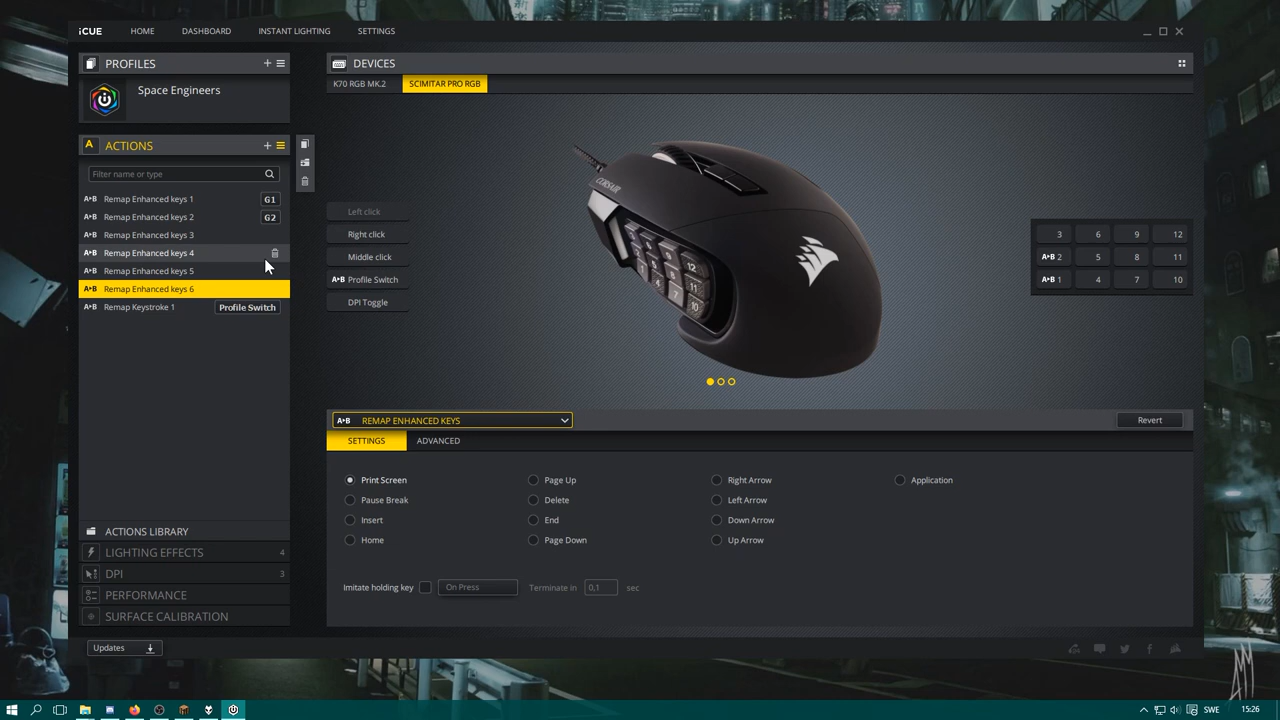 iCUE HOME DASHBOARD INSTANT LIGHTING SETTINGS
PROFILES
Space Engineers
ACTIONS
Filter name or type
A▸B Remap Enhanced keys 1 G1
A▸B Remap Enhanced keys 2 G2
A▸B Remap Enhanced keys 3
A▸B Remap Enhanced keys 4
A▸B Remap Enhanced keys 5
A▸B Remap Enhanced keys 6
A▸B Remap Keystroke 1 Profile Switch
ACTIONS LIBRARY
LIGHTING EFFECTS 4
DPI 3
PERFORMANCE
SURFACE CALIBRATION
Updates
DEVICES
K70 RGB MK.2 SCIMITAR PRO RGB
Left click
Right click
Middle click
A▸B Profile Switch
DPI Toggle
CORSAIR
12
11
10
7
4
3 6 9 12
A▸B 2 5 8 11
A▸B 1 4 7 10
A▸B REMAP ENHANCED KEYS Revert
SETTINGS ADVANCED
Print Screen Page Up Right Arrow Application
Pause Break Delete Left Arrow
Insert End Down Arrow
Home Page Down Up Arrow
Imitate holding key On Press Terminate in 0,1 sec
SWE 15:26